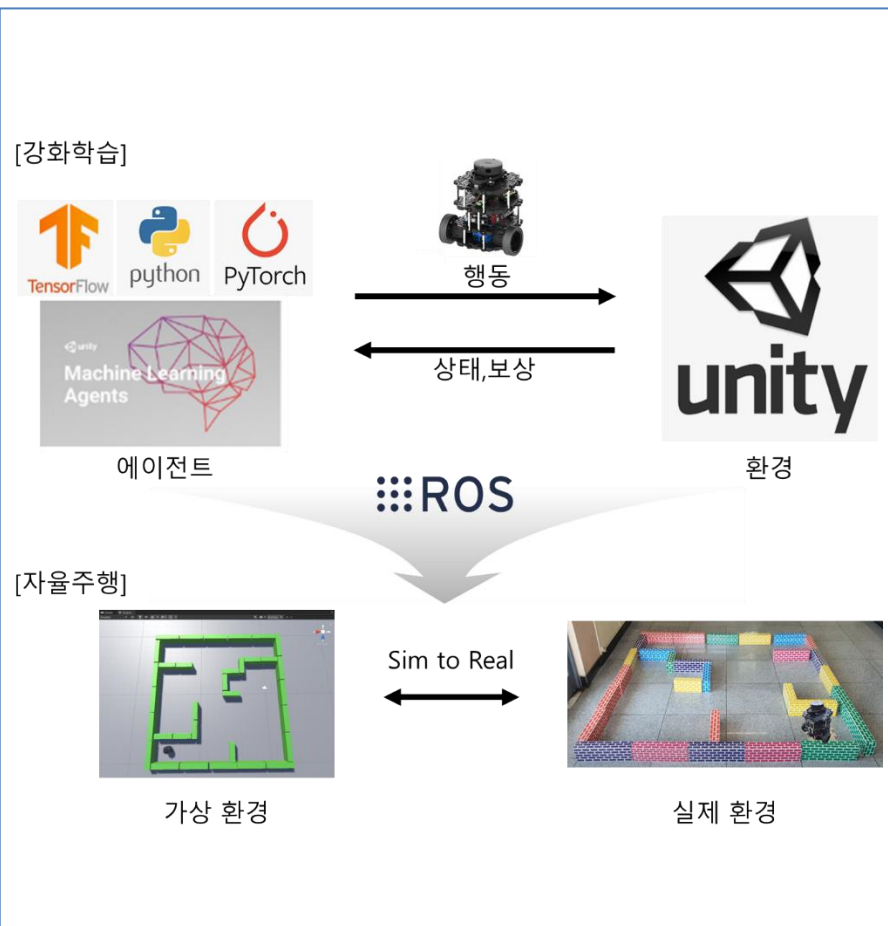 [강화학습]
TensorFlow
python
PyTorch
행동
상태,보상
unity
Machine Learning
Agents
unity
에이전트
환경
ROS
[자율주행]
Sim to Real
가상 환경
실제 환경